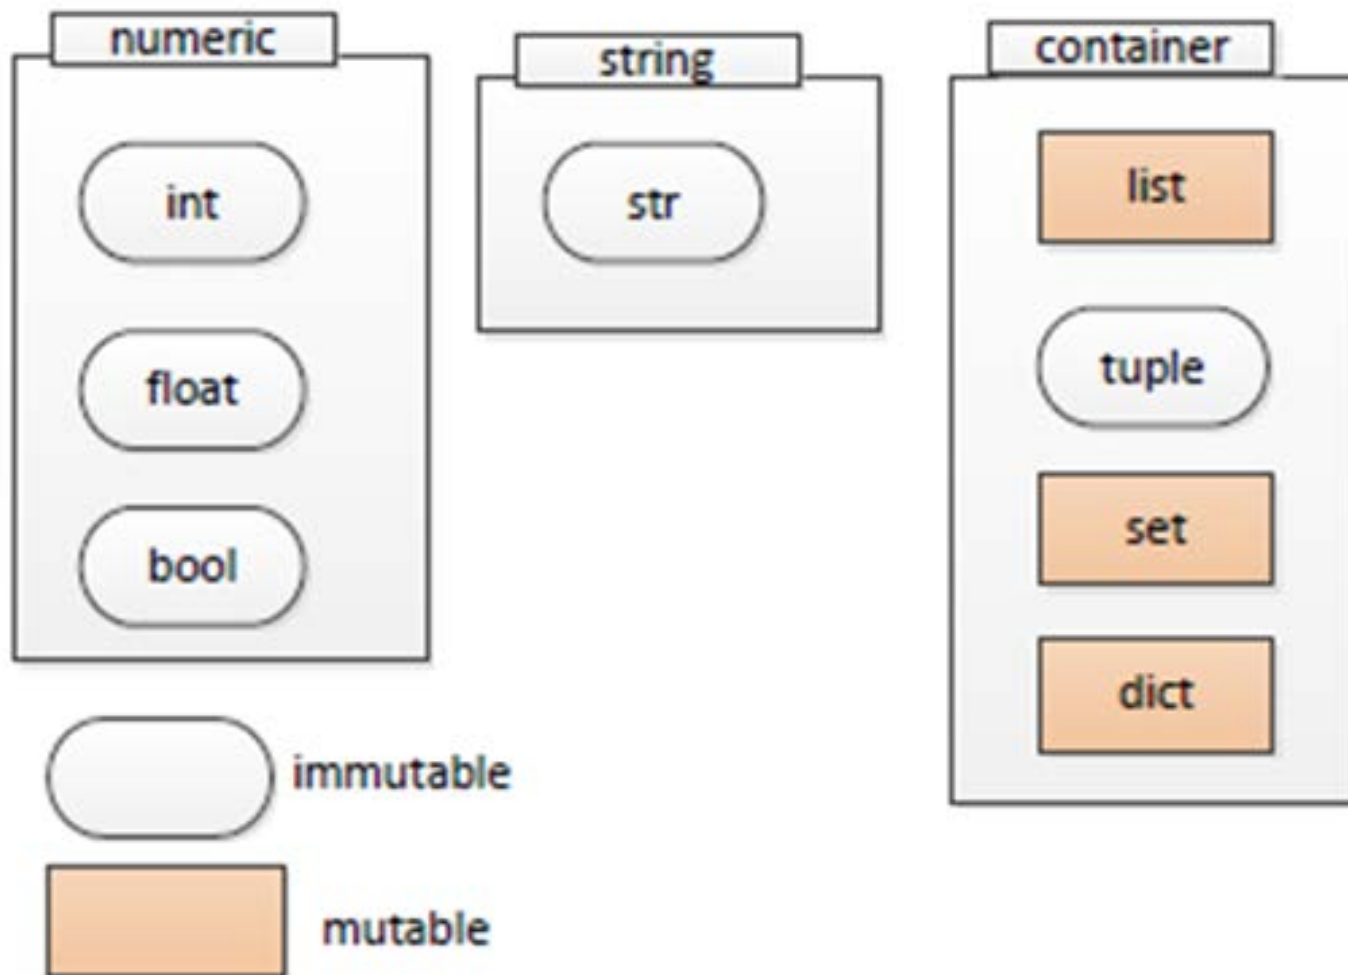 numeric
int
float
bool
string
str
container
list
tuple
set
dict
immutable
mutable